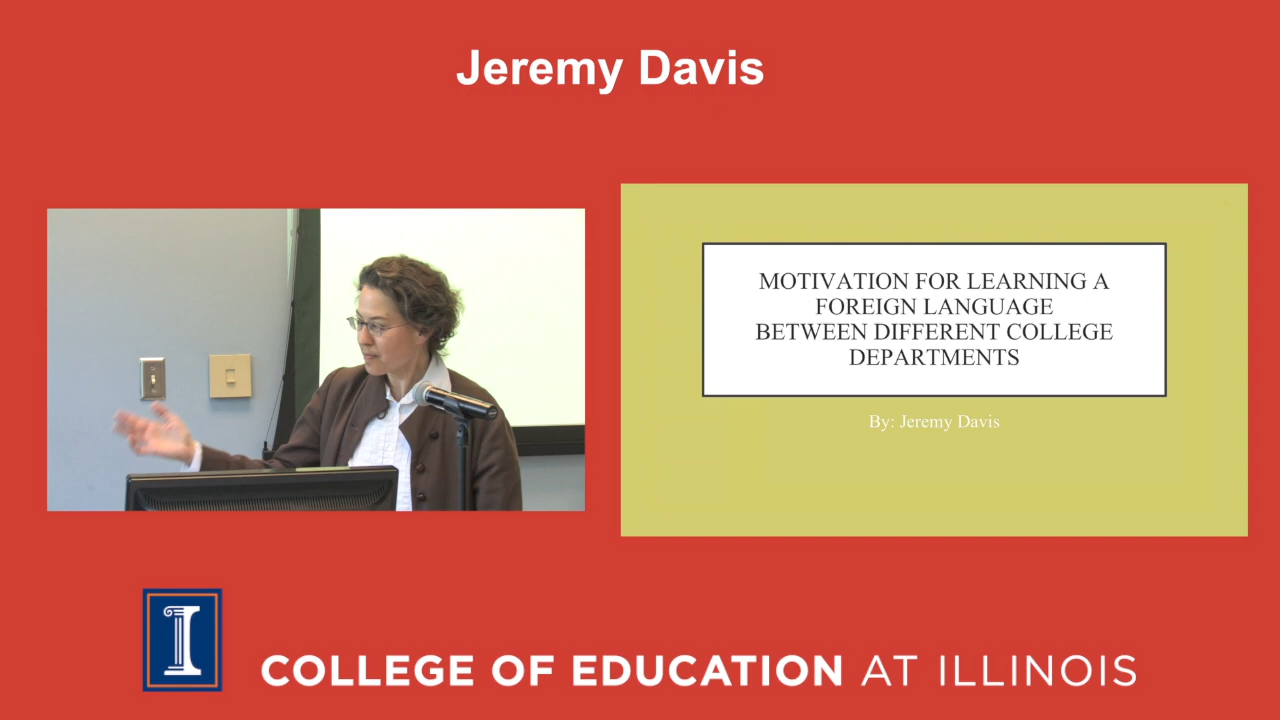 Jeremy Davis
MOTIVATION FOR LEARNING A
FOREIGN LANGUAGE
BETWEEN DIFFERENT COLLEGE
DEPARTMENTS
By: Jeremy Davis
I
COLLEGE OF EDUCATION AT ILLINOIS